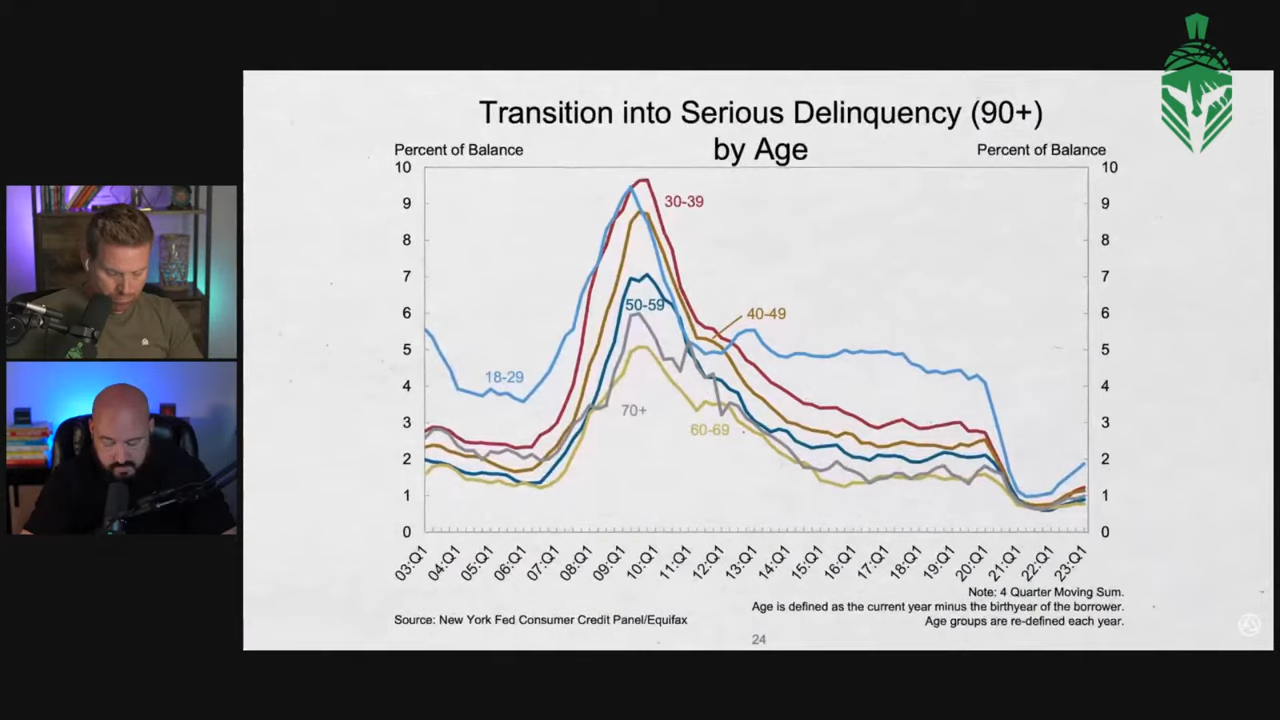 Transition into Serious Delinquency (90+)
by Age
Percent of Balance
Percent of Balance
10
9
8
7
6
5
4
3
2
1
0
10
9
8
7
6
5
4
3
2
1
0
30-39
50-59
40-49
18-29
70+
60-69
03:Q1
04:Q1
05:Q1
06:Q1
07:Q1
08:Q1
09:Q1
10:Q1
11:Q1
12:Q1
13:Q1
14:Q1
15:Q1
16:Q1
17:Q1
18:Q1
19:Q1
20:Q1
21:Q1
22:Q1
23:Q1
Note: 4 Quarter Moving Sum.
Age is defined as the current year minus the birthyear of the borrower.
Age groups are re-defined each year.
Source: New York Fed Consumer Credit Panel/Equifax
24